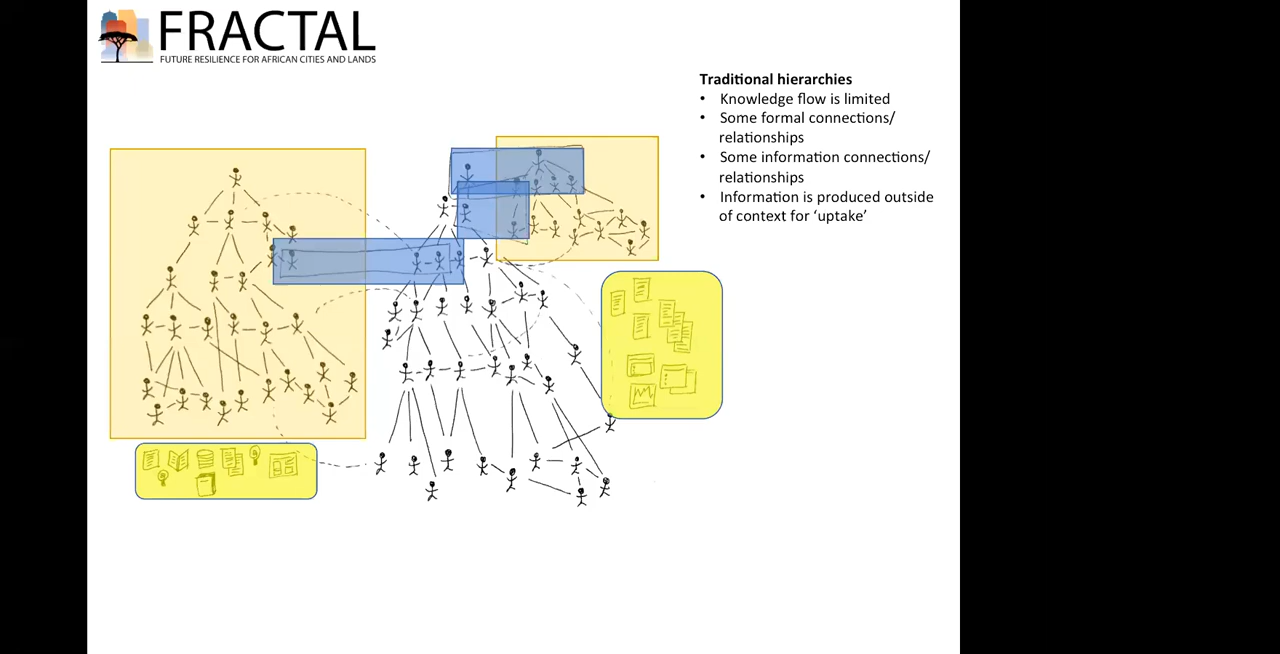 FRACTAL
FUTURE RESILIENCE FOR AFRICAN CITIES AND LANDS
Traditional hierarchies
• Knowledge flow is limited
• Some formal connections/
relationships
• Some information connections/
relationships
• Information is produced outside
of context for ‘uptake’